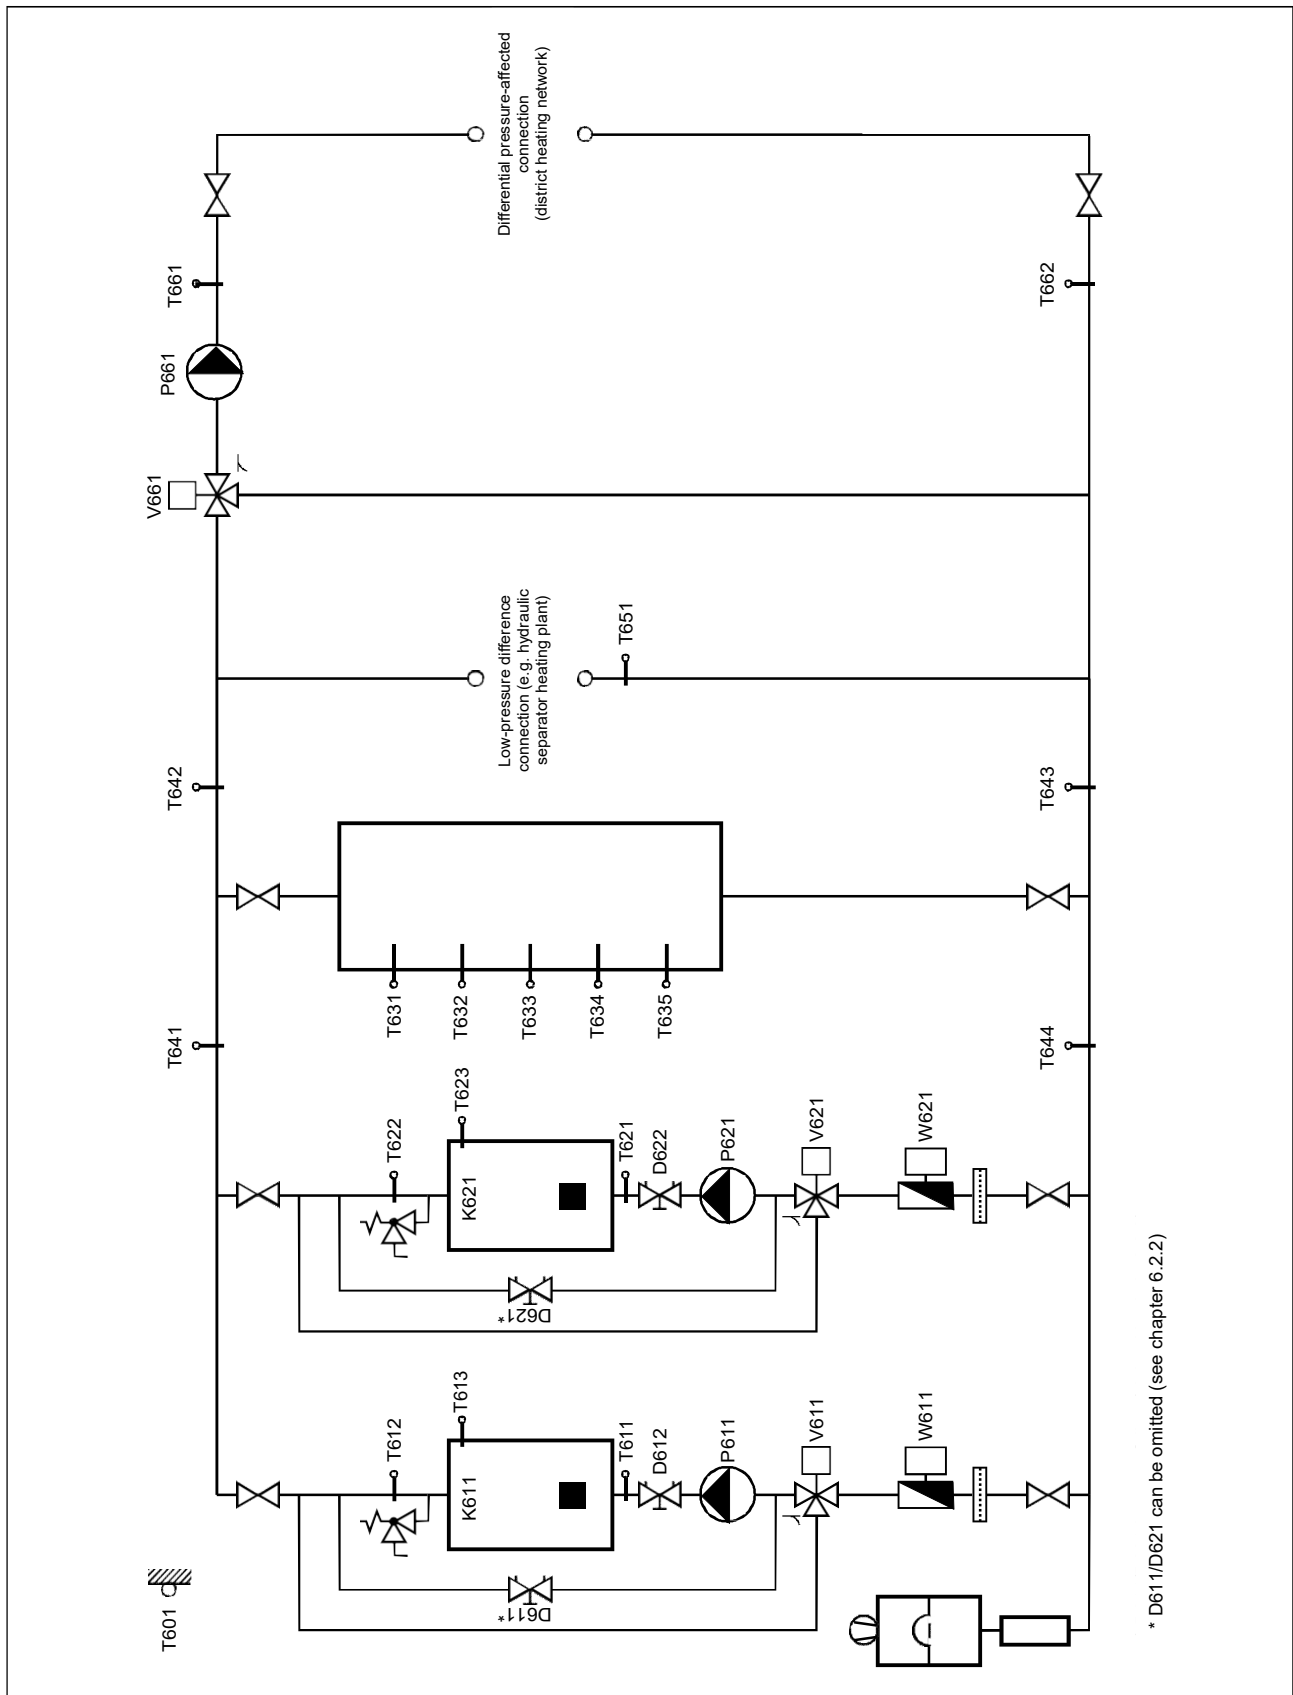 T601
T641
T642
V661
P661
T661
T612
T622
T631
K611
T613
K621
T623
T632
D611*
D621*
T633
Low-pressure difference
connection (e.g. hydraulic
separator heating plant)
Differential pressure-affected
connection
(district heating network)
T634
T611
T621
T651
D612
D622
T635
P611
P621
V611
V621
W611
W621
T644
T643
T662
* D611/D621 can be omitted (see chapter 6.2.2)